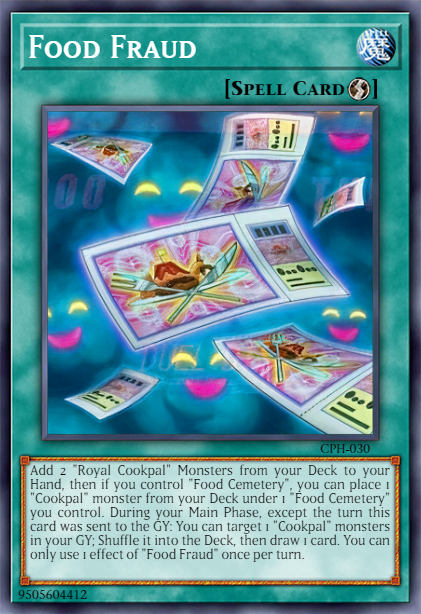 Food Fraud
魔
[Spell Card]
CPH-030
Add 2 "Royal Cookpal" Monsters from your Deck to your
Hand, then if you control "Food Cemetery", you can place 1
"Cookpal" monster from your Deck under 1 "Food Cemetery"
you control. During your Main Phase, except the turn this
card was sent to the GY: You can target 1 "Cookpal" monsters
in your GY; Shuffle it into the Deck, then draw 1 card. You can
only use 1 effect of "Food Fraud" once per turn.
9505604412